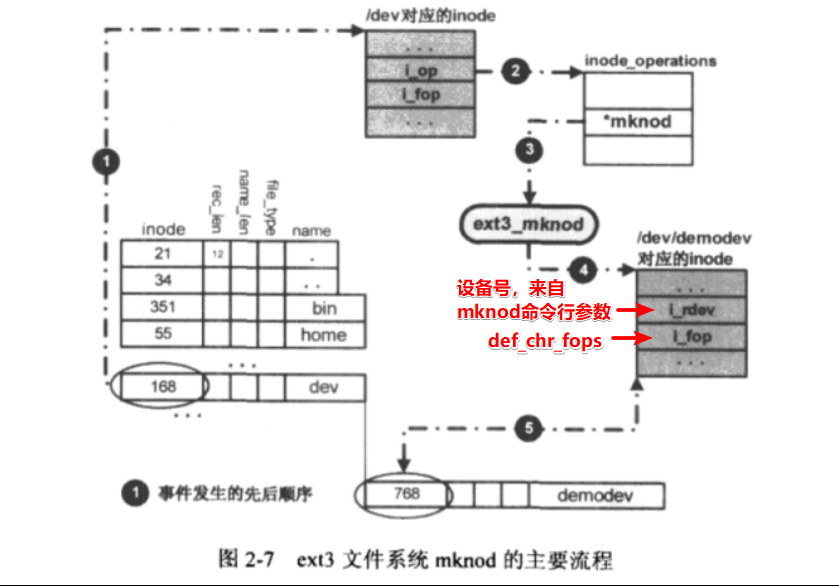 /dev对应的inode
. . .
i_op
i_fop
. . .
2
inode_operations
*mknod
1
3
ext3_mknod
rec_len
name_len
file_type
inode
name
21
12
.
34
. .
351
bin
55
home
. . .
168
dev
. . .
4
/dev/demodev
对应的inode
. . .
设备号，来自
mknod命令行参数
i_rdev
def_chr_fops
i_fop
. . .
5
1 事件发生的先后顺序
768
demodev
图 2-7 ext3 文件系统 mknod 的主要流程